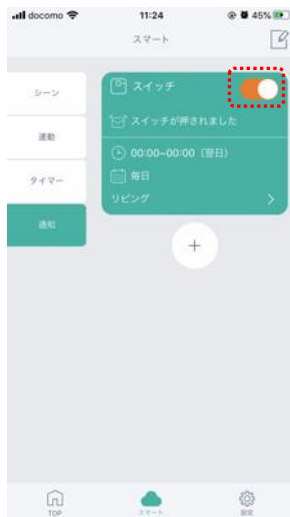 docomo 11:24 45%
スマート
シーン
連動
タイマー
通知
スイッチ
スイッチが押されました
00:00~00:00（翌日）
毎日
リビング
TOP
スマート
設定